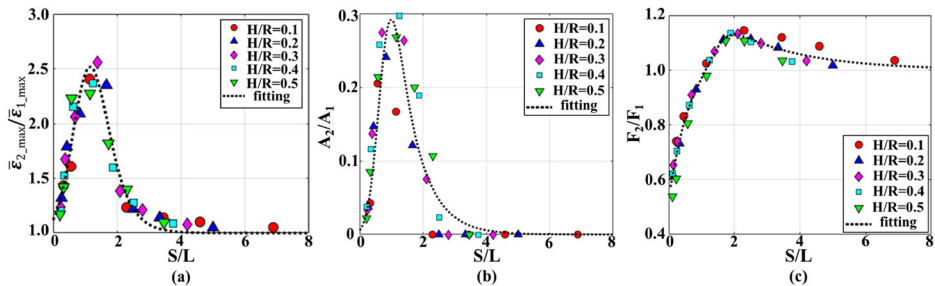 3.0
2.5
2.0
1.5
1.0
ε̄2_max/ε̄1_max
H/R=0.1
H/R=0.2
H/R=0.3
H/R=0.4
H/R=0.5
fitting
0 2 4 6 8
S/L
(a)
0.3
0.2
0.1
0
A2/A1
H/R=0.1
H/R=0.2
H/R=0.3
H/R=0.4
H/R=0.5
fitting
0 2 4 6 8
S/L
(b)
1.2
1.0
0.8
0.6
0.4
F2/F1
H/R=0.1
H/R=0.2
H/R=0.3
H/R=0.4
H/R=0.5
fitting
0 2 4 6 8
S/L
(c)